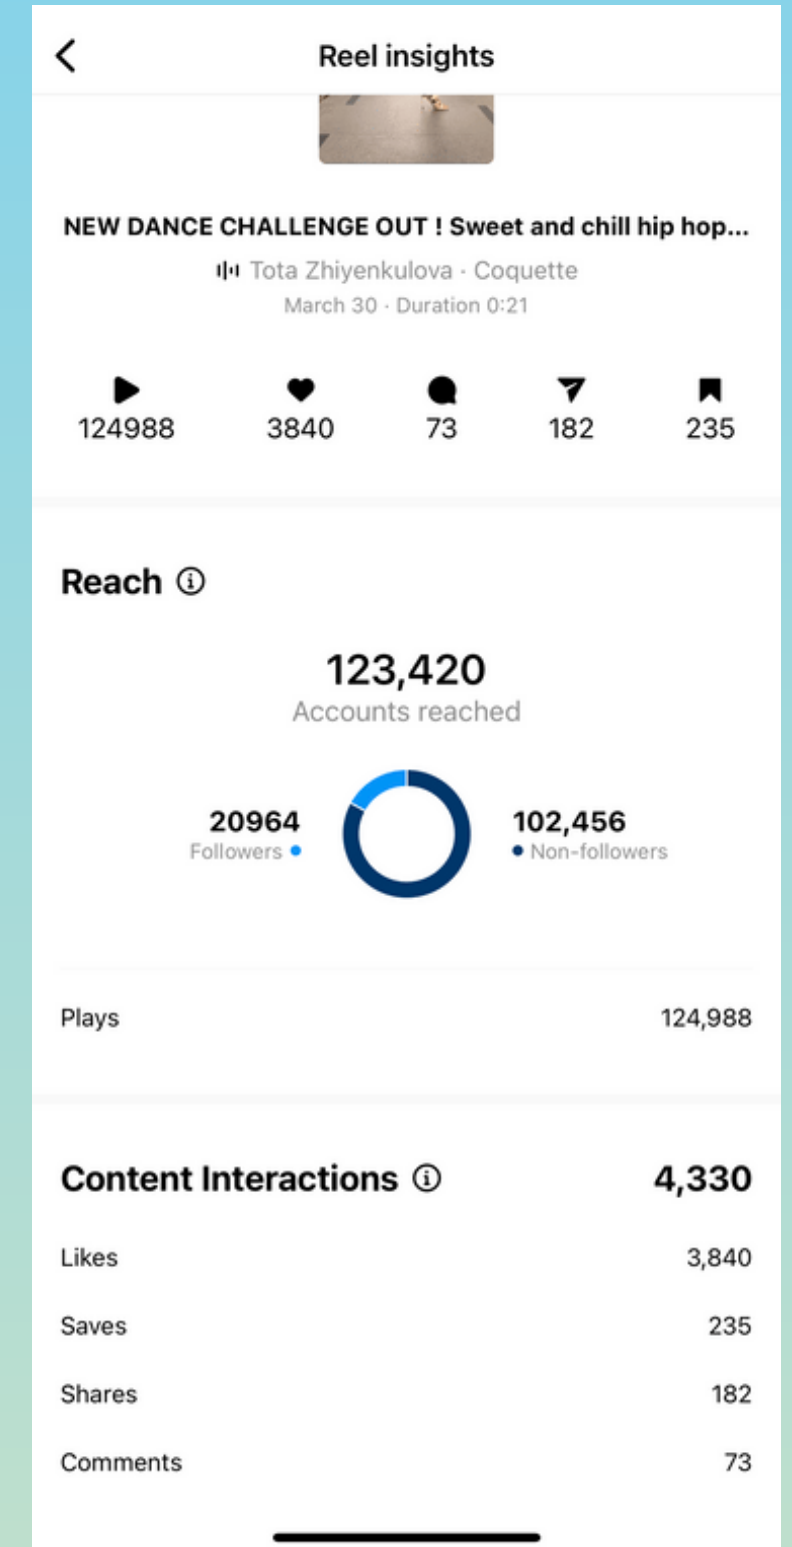 Reel insights
NEW DANCE CHALLENGE OUT ! Sweet and chill hip hop...
Tota Zhiyenkulova · Coquette
March 30 · Duration 0:21
124988 3840 73 182 235
Reach
123,420
Accounts reached
20964 102,456
Followers Non-followers
Plays 124,988
Content Interactions 4,330
Likes 3,840
Saves 235
Shares 182
Comments 73